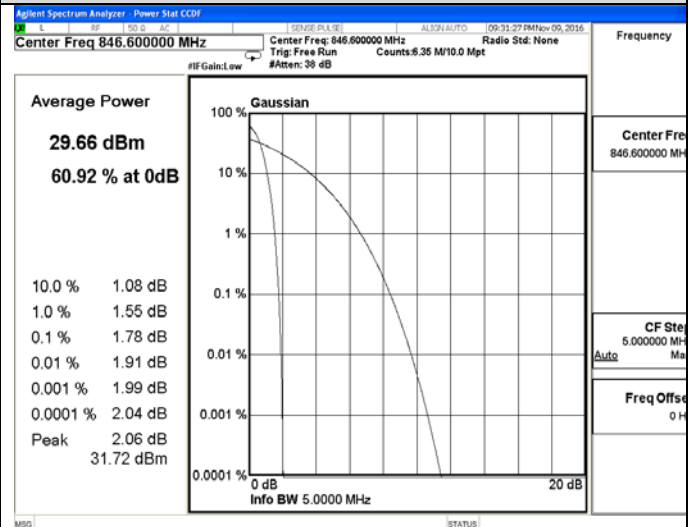 Agilent Spectrum Analyzer - Power Stat CCDF
L RF 50 Ω AC SENSE:PULSE ALIGN AUTO 09:31:27 PM Nov 09, 2016
Center Freq 846.600000 MHz
Center Freq: 846.600000 MHz Radio Std: None
Trig: Free Run Counts:6.35 M/10.0 Mpt
#IFGain:Low #Atten: 38 dB
Frequency
Average Power
29.66 dBm
60.92 % at 0dB
10.0 % 1.08 dB
1.0 % 1.55 dB
0.1 % 1.78 dB
0.01 % 1.91 dB
0.001 % 1.99 dB
0.0001 % 2.04 dB
Peak 2.06 dB
31.72 dBm
Gaussian
100 %
10 %
1 %
0.1 %
0.01 %
0.001 %
0.0001 %
0 dB 20 dB
Info BW 5.0000 MHz
Center Fre
846.600000 MH
CF Step
5.000000 MH
Auto Ma
Freq Offse
0 H
MSG STATUS